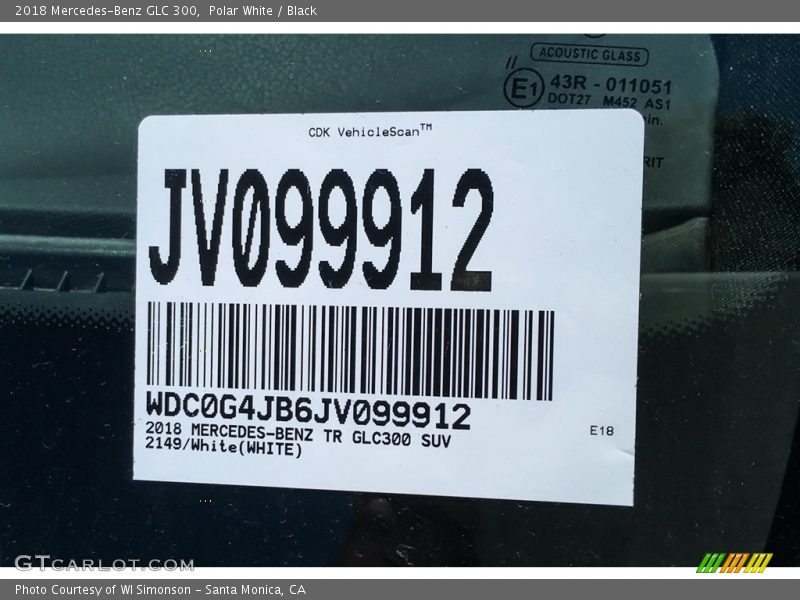 2018 Mercedes-Benz GLC 300, Polar White / Black
ACOUSTIC GLASS
E1 43R - 011051
DOT27 M452 AS1
CDK VehicleScan™
JV099912
WDC0G4JB6JV099912
2018 MERCEDES-BENZ TR GLC300 SUV
2149/White(WHITE)
E18
GTCARLOT.COM
Photo Courtesy of WI Simonson - Santa Monica, CA